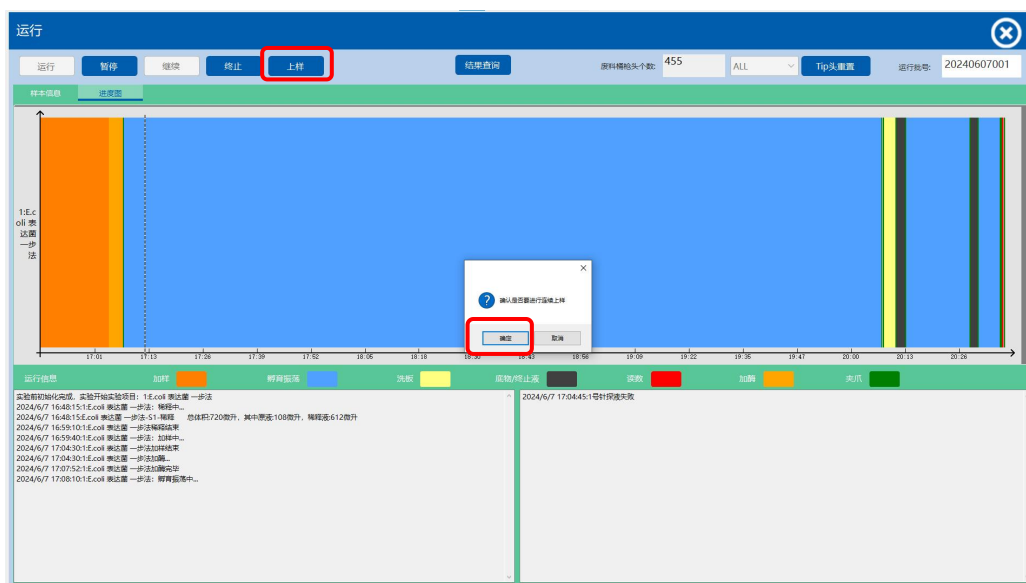 运行
运行 暂停 继续 终止 上样 结果查询 废料桶枪头个数: 455 ALL Tip头重置 运行批号: 20240607001
样本信息 进度图
1:E.c
oli 表
达菌
一步
法
确认是否要进行连续上样
确定 取消
17:01 17:13 17:26 17:39 17:52 18:05 18:18 18:30 18:43 18:56 19:09 19:22 19:35 19:47 20:00 20:13 20:26
运行信息 加样 孵育振荡 洗板 底物/终止液 读数 加酶 夹爪
实验前初始化完成，实验开始实验项目：1:E.coli 表达菌 一步法
2024/6/7 16:48:15:1:E.coli 表达菌 一步法：稀释中...
2024/6/7 16:48:15:E.coli 表达菌 一步法-S1-稀释 总体积:720微升，其中原液:108微升，稀释液:612微升
2024/6/7 16:59:10:1:E.coli 表达菌 一步法稀释结束
2024/6/7 16:59:40:1:E.coli 表达菌 一步法：加样中...
2024/6/7 17:04:30:1:E.coli 表达菌 一步法加样结束
2024/6/7 17:04:30:1:E.coli 表达菌 一步法加酶...
2024/6/7 17:07:52:1:E.coli 表达菌 一步法加酶完毕
2024/6/7 17:08:10:1:E.coli 表达菌 一步法：孵育振荡中...
2024/6/7 17:04:45:1号针探液失败